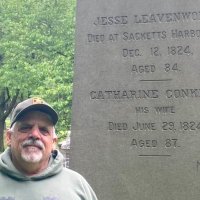 JESSE LEAVENWO
DIED AT SACKETTS HARBO
DEC. 12, 1824,
AGED 84.
CATHARINE CONK
HIS WIFE
DIED JUNE 29, 1824
AGED 87.